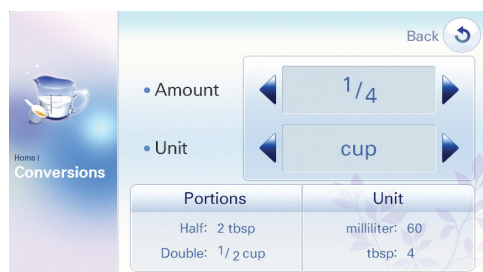 Back
Amount
1/4
Unit
cup
Home |
Conversions
Portions
Unit
Half: 2 tbsp
milliliter: 60
Double: 1/2 cup
tbsp: 4